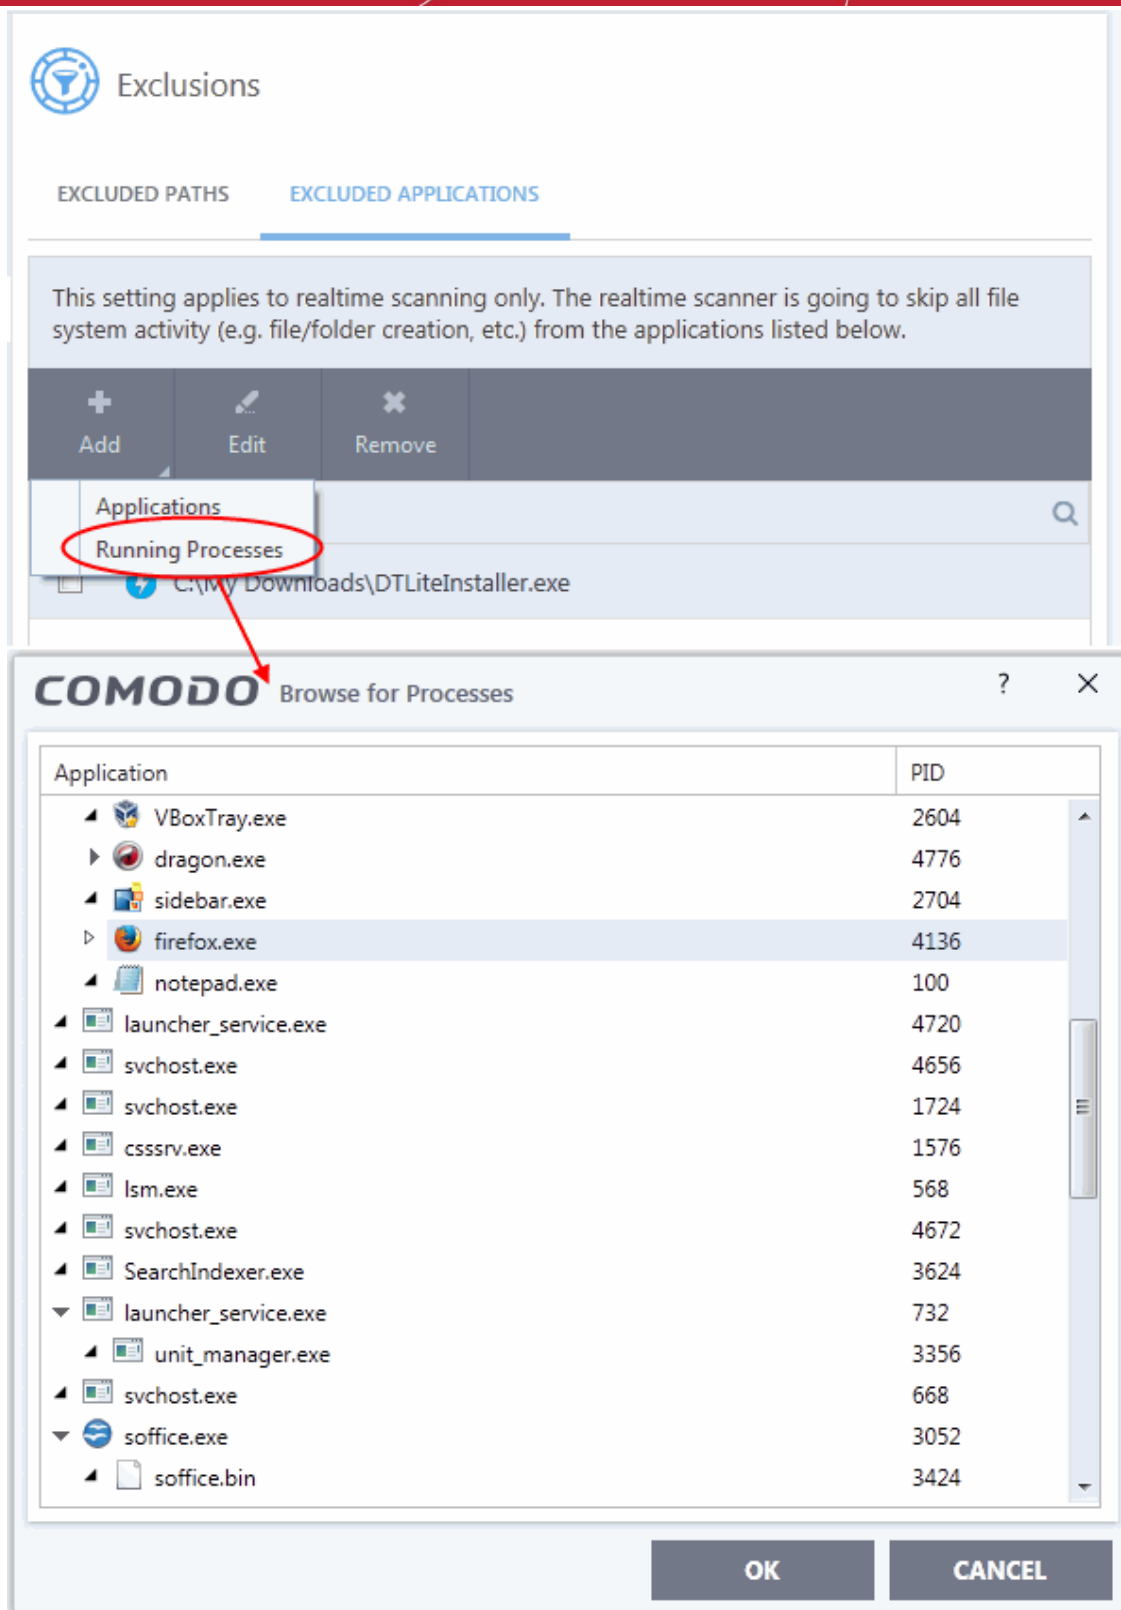 Exclusions
EXCLUDED PATHS EXCLUDED APPLICATIONS
This setting applies to realtime scanning only. The realtime scanner is going to skip all file
system activity (e.g. file/folder creation, etc.) from the applications listed below.
Add Edit Remove
Applications
Running Processes
C:\My Downloads\DTLiteInstaller.exe
COMODO Browse for Processes ?
Application PID
VBoxTray.exe 2604
dragon.exe 4776
sidebar.exe 2704
firefox.exe 4136
notepad.exe 100
launcher_service.exe 4720
svchost.exe 4656
svchost.exe 1724
csssrv.exe 1576
lsm.exe 568
svchost.exe 4672
SearchIndexer.exe 3624
launcher_service.exe 732
unit_manager.exe 3356
svchost.exe 668
soffice.exe 3052
soffice.bin 3424
OK CANCEL